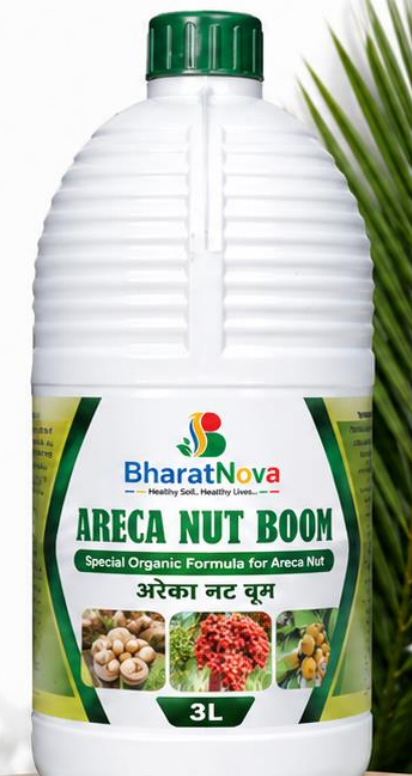 BharatNova
Healthy Soil.. Healthy Lives...
ARECA NUT BOOM
Special Organic Formula for Areca Nut
अरेका नट बूम
3L